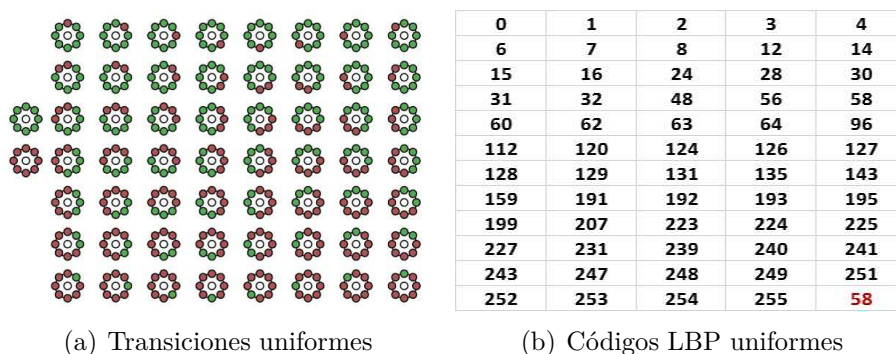 0 1 2 3 4
6 7 8 12 14
15 16 24 28 30
31 32 48 56 58
60 62 63 64 96
112 120 124 126 127
128 129 131 135 143
159 191 192 193 195
199 207 223 224 225
227 231 239 240 241
243 247 248 249 251
252 253 254 255 58
(a) Transiciones uniformes
(b) Códigos LBP uniformes